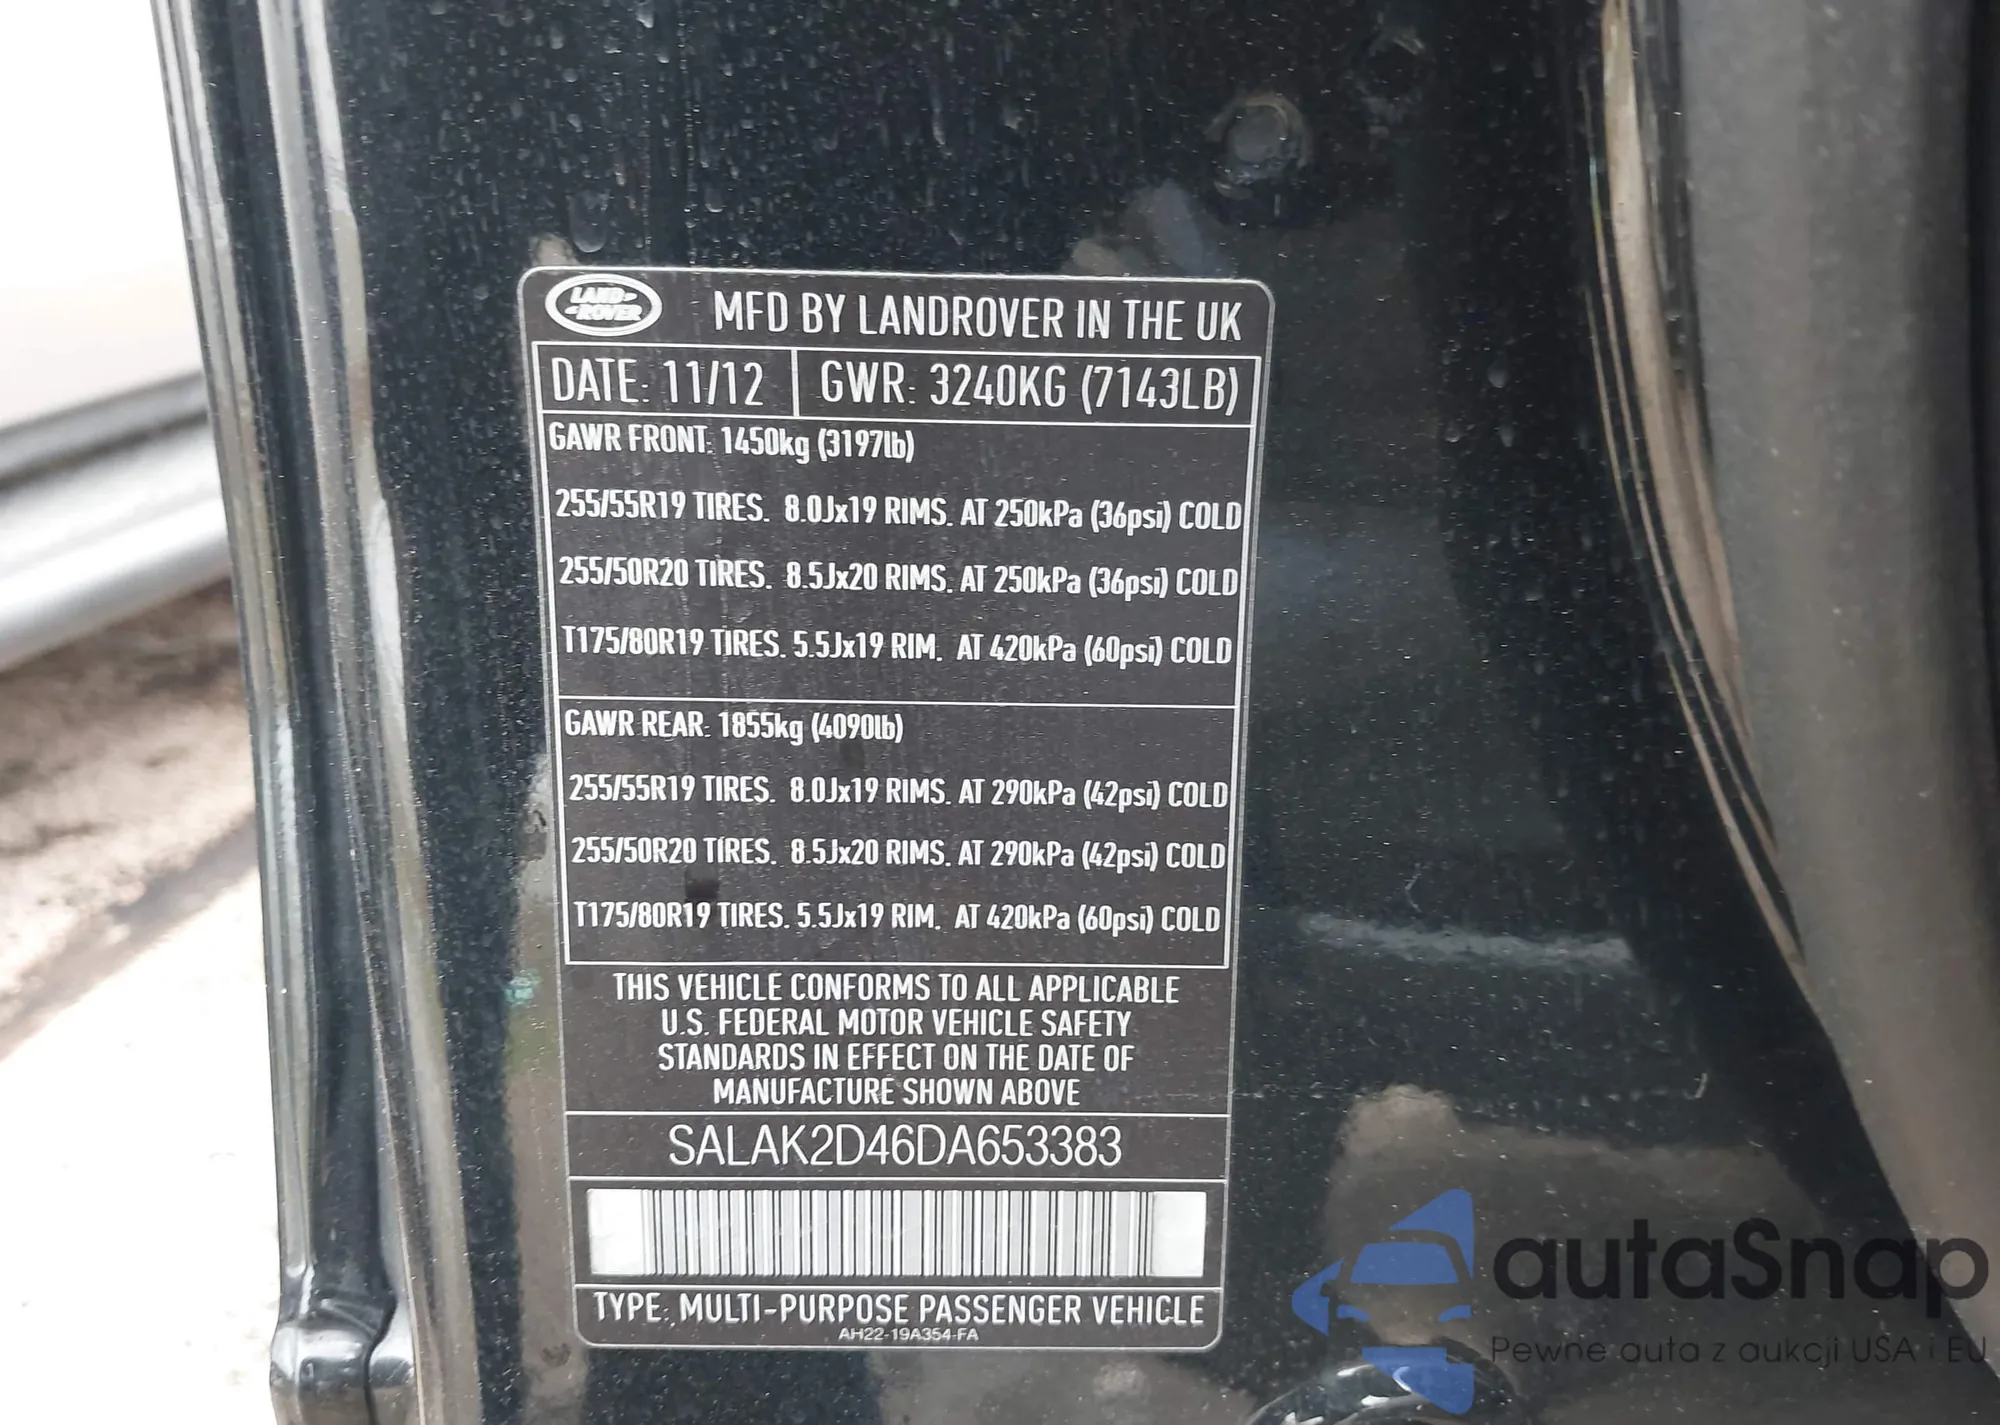 LAND ROVER
MFD BY LANDROVER IN THE UK
DATE: 11/12 GWR: 3240KG (7143LB)
GAWR FRONT: 1450kg (3197lb)
255/55R19 TIRES. 8.0Jx19 RIMS. AT 250kPa (36psi) COLD
255/50R20 TIRES. 8.5Jx20 RIMS. AT 250kPa (36psi) COLD
T175/80R19 TIRES. 5.5Jx19 RIM. AT 420kPa (60psi) COLD
GAWR REAR: 1855kg (4090lb)
255/55R19 TIRES. 8.0Jx19 RIMS. AT 290kPa (42psi) COLD
255/50R20 TIRES. 8.5Jx20 RIMS. AT 290kPa (42psi) COLD
T175/80R19 TIRES. 5.5Jx19 RIM. AT 420kPa (60psi) COLD
THIS VEHICLE CONFORMS TO ALL APPLICABLE
U.S. FEDERAL MOTOR VEHICLE SAFETY
STANDARDS IN EFFECT ON THE DATE OF
MANUFACTURE SHOWN ABOVE
SALAK2D46DA653383
TYPE: MULTI-PURPOSE PASSENGER VEHICLE
AH22-19A354-FA
autaSnap
Pewne auta z aukcji USA i EU